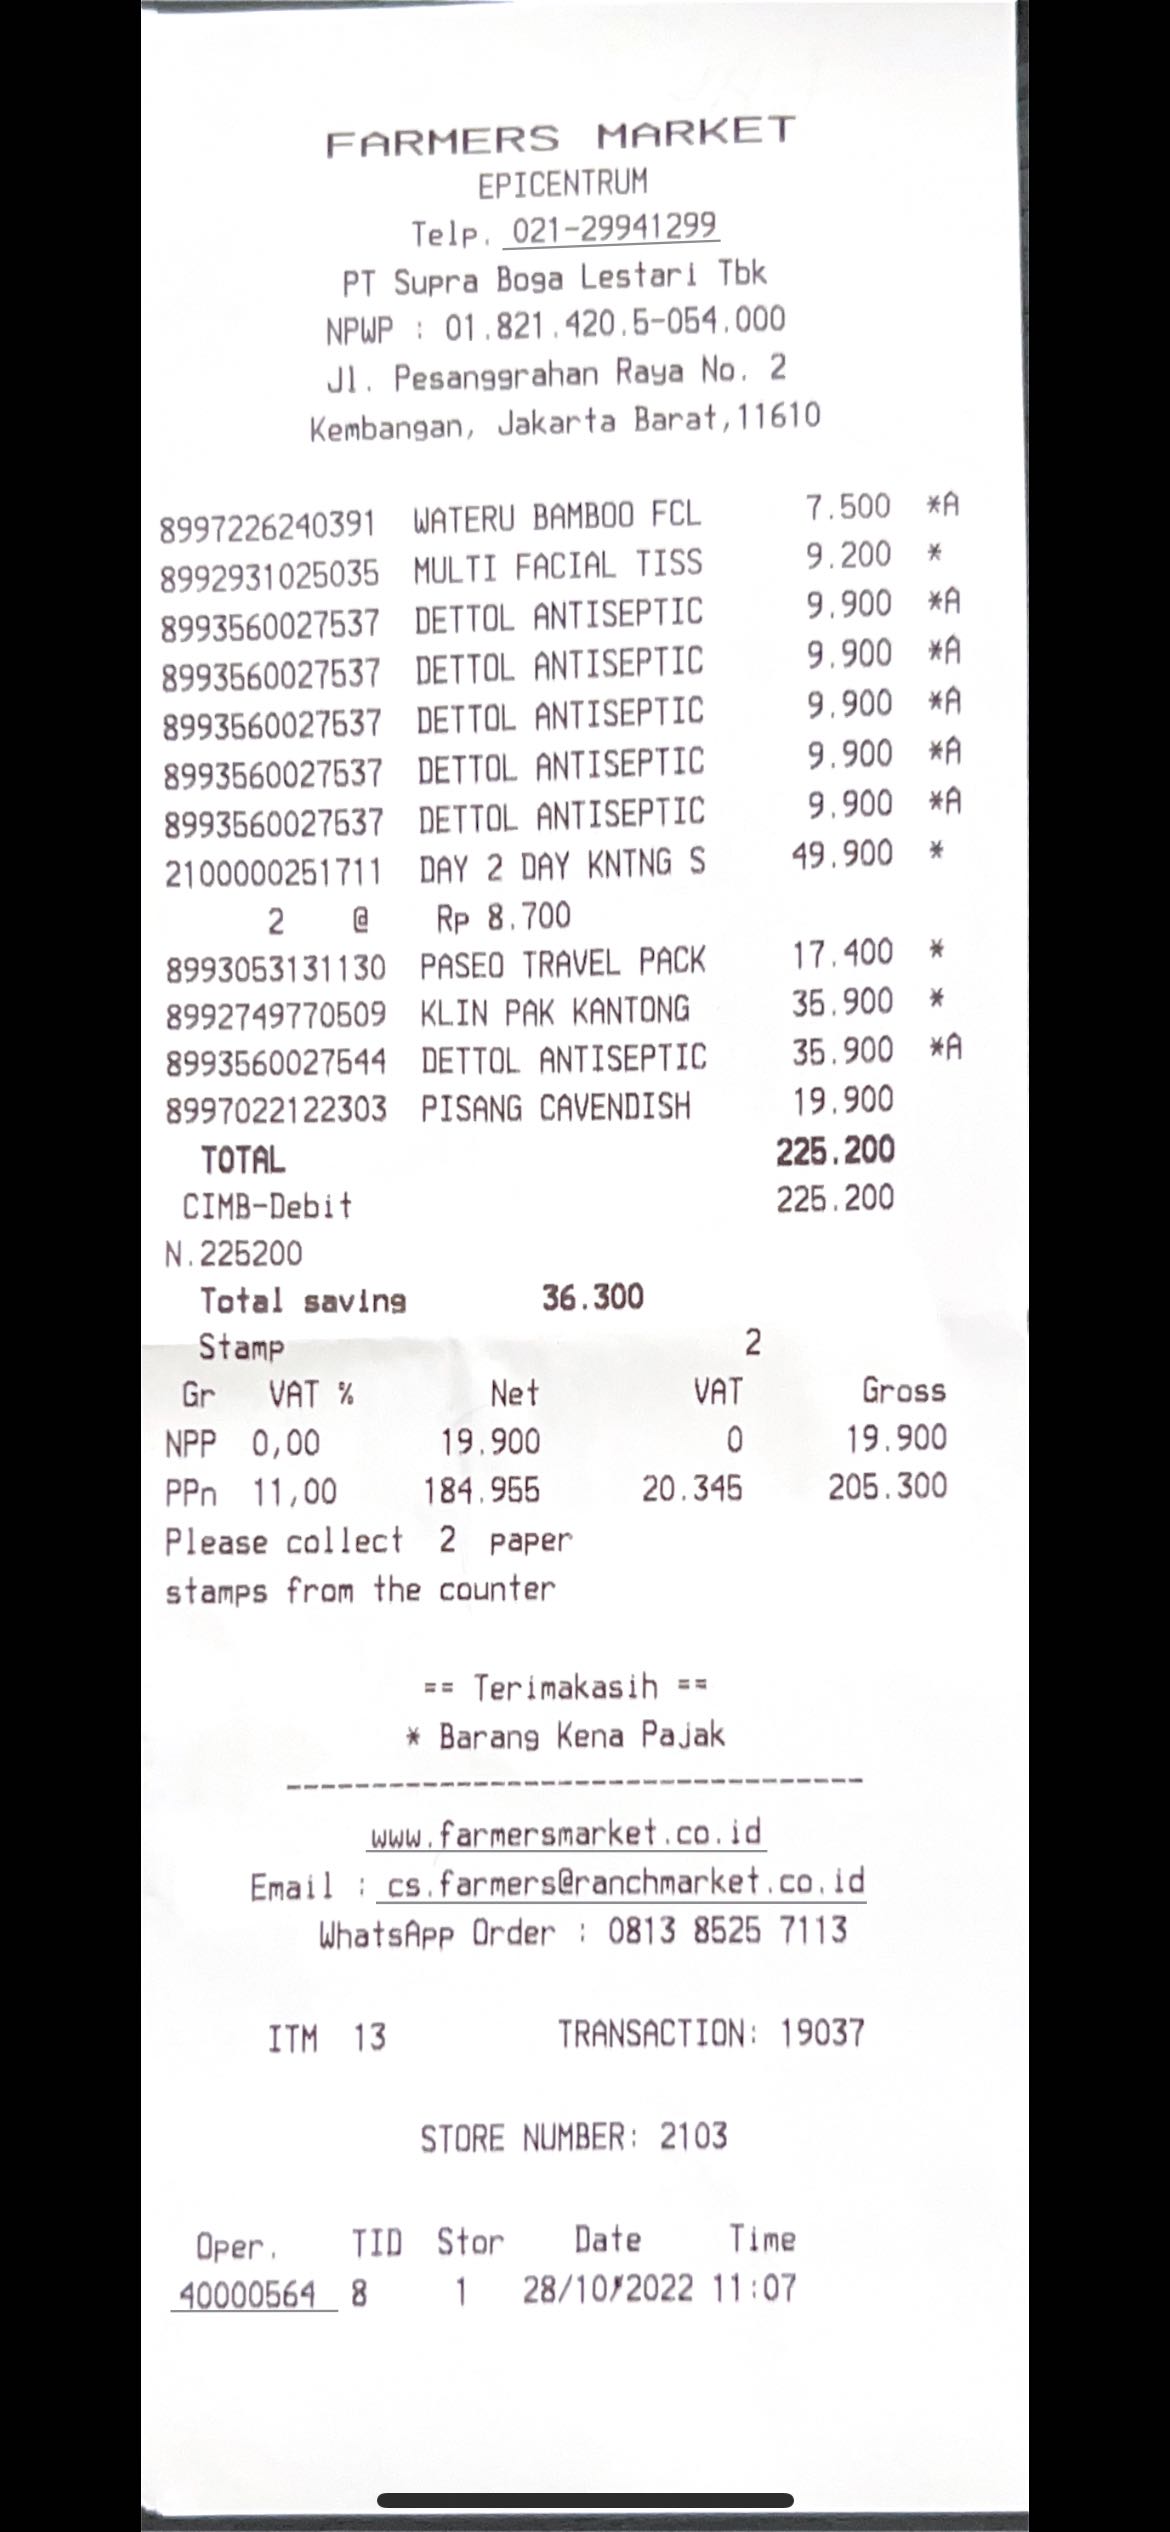 FARMERS MARKET
EPICENTRUM
Telp. 021-29941299
PT Supra Boga Lestari Tbk
NPWP : 01.821.420.5-054.000
Jl. Pesanggrahan Raya No. 2
Kembangan, Jakarta Barat,11610
8997226240391 WATERU BAMBOO FCL 7.500 *A
8992931025035 MULTI FACIAL TISS 9.200 *
8993560027537 DETTOL ANTISEPTIC 9.900 *A
8993560027537 DETTOL ANTISEPTIC 9.900 *A
8993560027537 DETTOL ANTISEPTIC 9.900 *A
8993560027537 DETTOL ANTISEPTIC 9.900 *A
8993560027537 DETTOL ANTISEPTIC 9.900 *A
2100000251711 DAY 2 DAY KNTNG S 49.900 *
2 @ Rp 8.700
8993053131130 PASEO TRAVEL PACK 17.400 *
8992749770509 KLIN PAK KANTONG 35.900 *
8993560027544 DETTOL ANTISEPTIC 35.900 *A
8997022122303 PISANG CAVENDISH 19.900
TOTAL 225.200
CIMB-Debit 225.200
N.225200
Total saving 36.300
Stamp 2
Gr VAT % Net VAT Gross
NPP 0,00 19.900 0 19.900
PPn 11,00 184.955 20.345 205.300
Please collect 2 paper
stamps from the counter
== Terimakasih ==
* Barang Kena Pajak
----------------------------------
www.farmersmarket.co.id
Email : cs.farmers@ranchmarket.co.id
WhatsApp Order : 0813 8525 7113
ITM 13 TRANSACTION: 19037
STORE NUMBER: 2103
Oper. TID Stor Date Time
40000564 8 1 28/10/2022 11:07